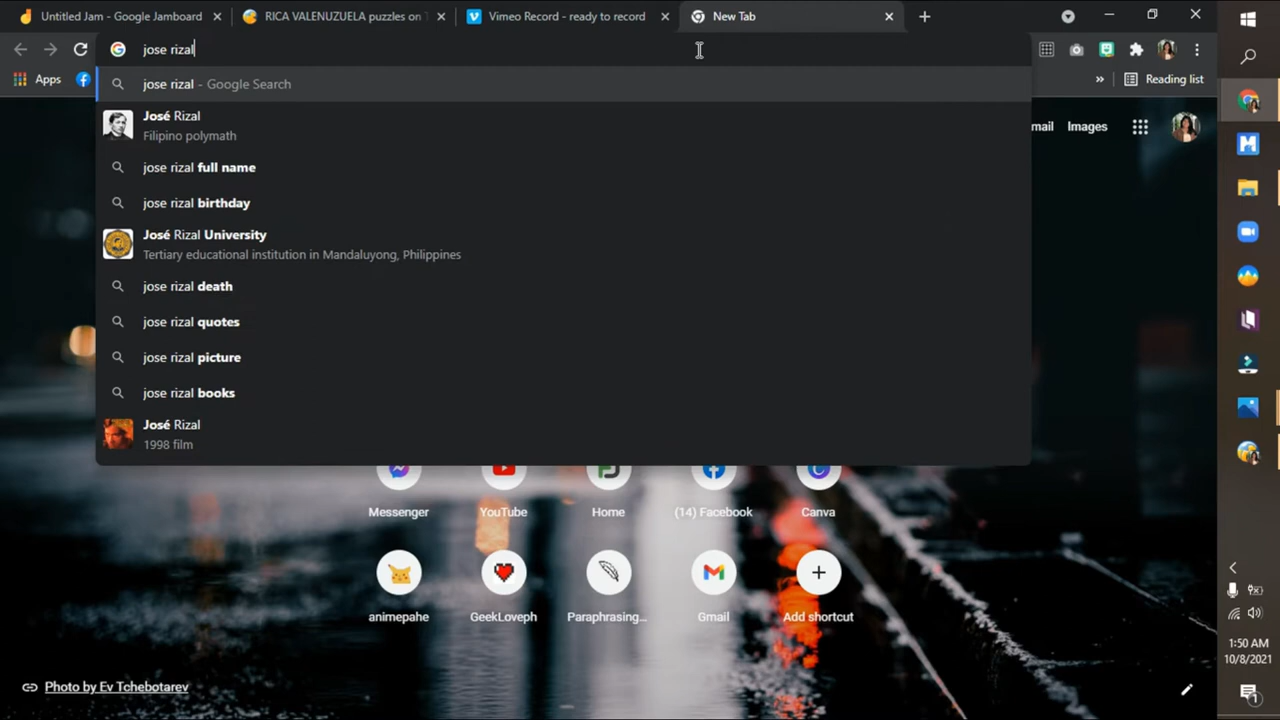 Untitled Jam - Google Jamboard
RICA VALENUZUELA puzzles on T
Vimeo Record - ready to record
New Tab
jose rizal
Apps
Reading list
jose rizal - Google Search
José Rizal
Filipino polymath
jose rizal full name
jose rizal birthday
José Rizal University
Tertiary educational institution in Mandaluyong, Philippines
jose rizal death
jose rizal quotes
jose rizal picture
jose rizal books
José Rizal
1998 film
mail
Images
Messenger
YouTube
Home
(14) Facebook
Canva
animepahe
GeekLoveph
Paraphrasing...
Gmail
Add shortcut
Photo by Ev Tchebotarev
1:50 AM
10/8/2021
1